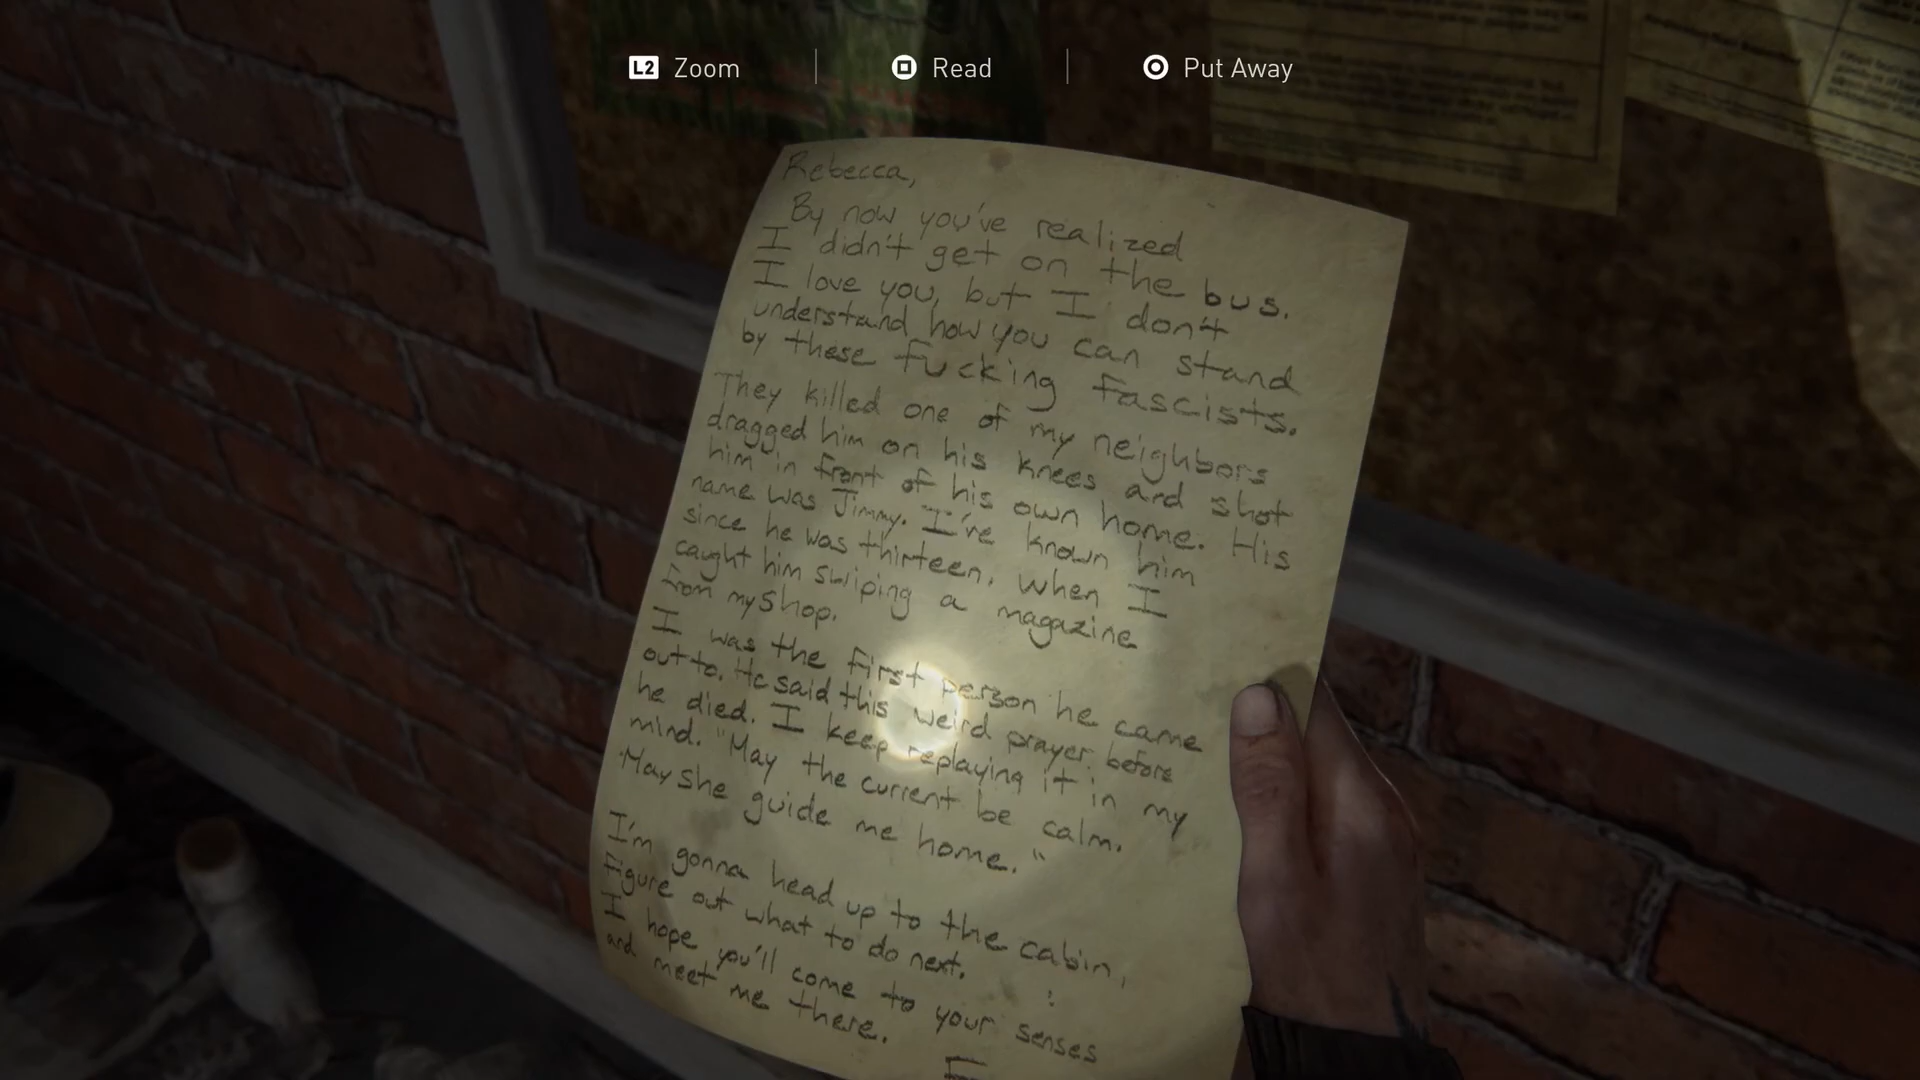 L2 Zoom
Read
Put Away
Rebecca,
By now you've realized
I didn't get on the bus.
I love you, but I don't
understand how you can stand
by these fucking fascists.
They killed one of my neighbors
dragged him on his knees and shot
him in front of his own home. His
name was Jimmy. I've known him
since he was thirteen. When I
caught him swiping a magazine
from my shop.
I was the first person he came
out to. He said this weird prayer before
he died. I keep replaying it in my
mind. "May the current be calm.
May she guide me home."
I'm gonna head up to the cabin,
figure out what to do next.
I hope you'll come to your senses
and meet me there.